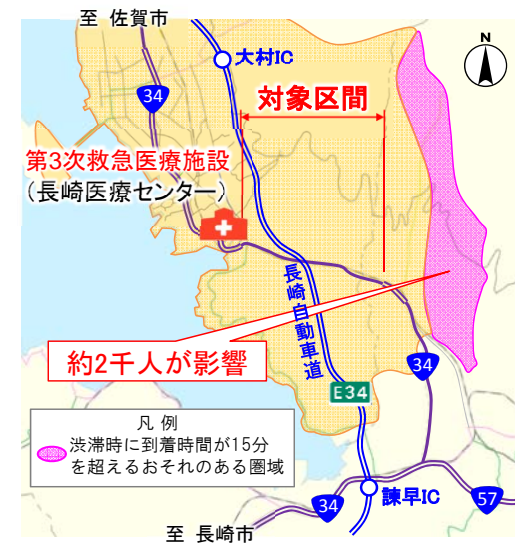 至 佐賀市
N
大村IC
34
対象区間
第3次救急医療施設
（長崎医療センター）
長崎自動車道
約2千人が影響
34
E34
凡 例
渋滞時に到着時間が15分
を超えるおそれのある圏域
諫早IC
34
57
至 長崎市